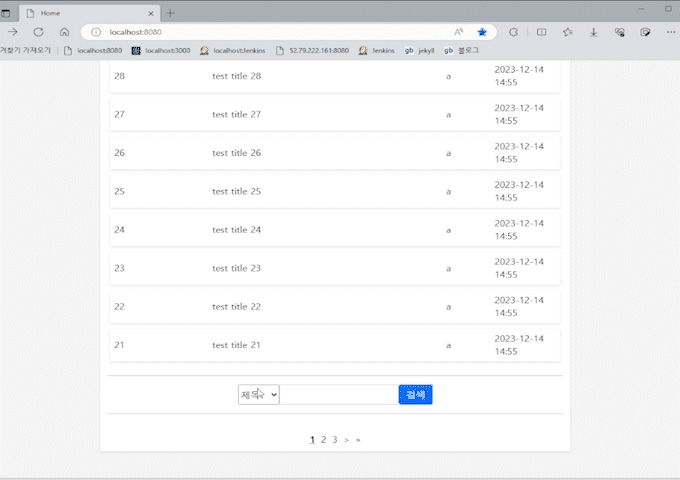 Home
localhost:8080
거찾기 가져오기 localhost:8080 localhost:3000 localhost:Jenkins 52.79.222.161:8080 Jenkins gb jekyll gb 블로그
28 test title 28 a 2023-12-14 14:55
27 test title 27 a 2023-12-14 14:55
26 test title 26 a 2023-12-14 14:55
25 test title 25 a 2023-12-14 14:55
24 test title 24 a 2023-12-14 14:55
23 test title 23 a 2023-12-14 14:55
22 test title 22 a 2023-12-14 14:55
21 test title 21 a 2023-12-14 14:55
제목 검색
1 2 3 > »